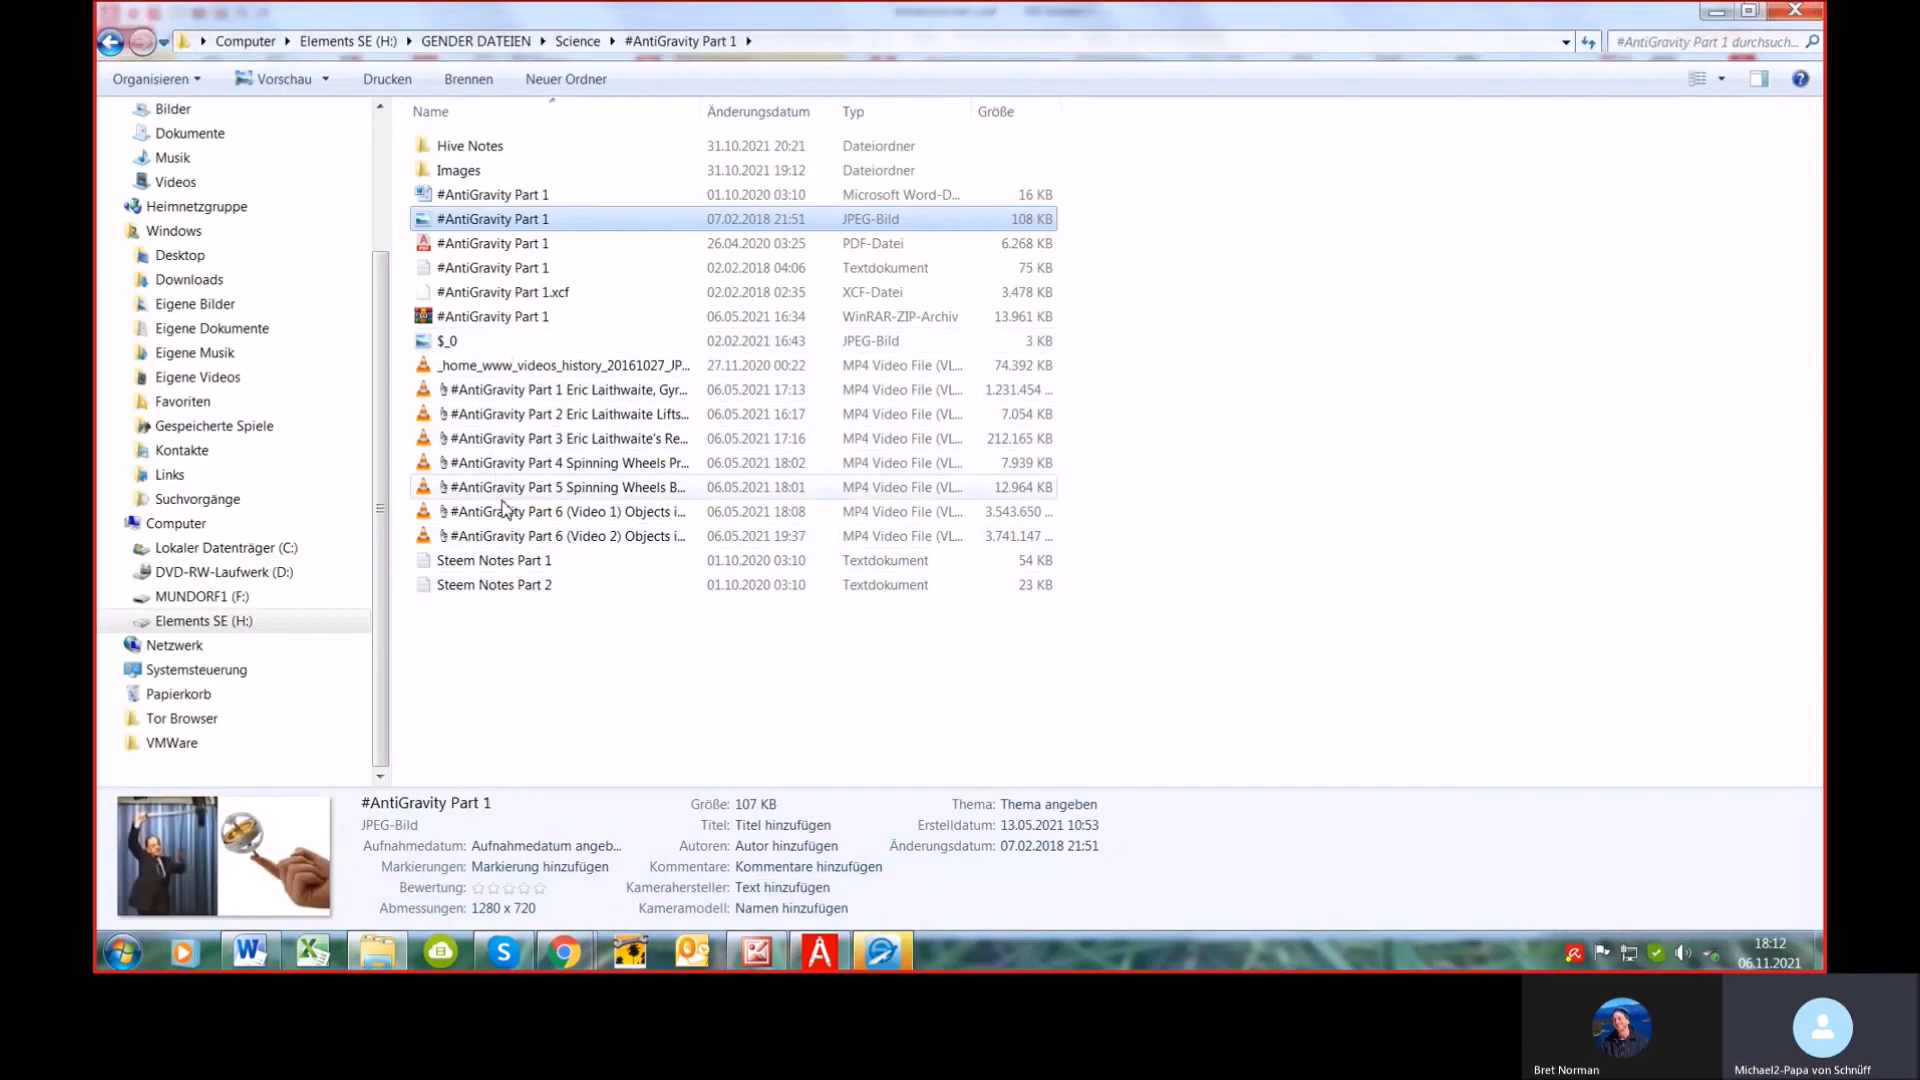 Computer Elements SE (H:) GENDER DATEIEN Science #AntiGravity Part 1
#AntiGravity Part 1 durchsuch...
Organisieren Vorschau Drucken Brennen Neuer Ordner
Name Änderungsdatum Typ Größe
Bilder
Dokumente
Musik
Videos
Heimnetzgruppe
Windows
Desktop
Downloads
Eigene Bilder
Eigene Dokumente
Eigene Musik
Eigene Videos
Favoriten
Gespeicherte Spiele
Kontakte
Links
Suchvorgänge
Computer
Lokaler Datenträger (C:)
DVD-RW-Laufwerk (D:)
MUNDORF1 (F:)
Elements SE (H:)
Netzwerk
Systemsteuerung
Papierkorb
Tor Browser
VMWare
Hive Notes 31.10.2021 20:21 Dateiordner
Images 31.10.2021 19:12 Dateiordner
#AntiGravity Part 1 01.10.2020 03:10 Microsoft Word-D... 16 KB
#AntiGravity Part 1 07.02.2018 21:51 JPEG-Bild 108 KB
#AntiGravity Part 1 26.04.2020 03:25 PDF-Datei 6.268 KB
#AntiGravity Part 1 02.02.2018 04:06 Textdokument 75 KB
#AntiGravity Part 1.xcf 02.02.2018 02:35 XCF-Datei 3.478 KB
#AntiGravity Part 1 06.05.2021 16:34 WinRAR-ZIP-Archiv 13.961 KB
$_0 02.02.2021 16:43 JPEG-Bild 3 KB
_home_www_videos_history_20161027_JP... 27.11.2020 00:22 MP4 Video File (VL... 74.392 KB
#AntiGravity Part 1 Eric Laithwaite, Gyr... 06.05.2021 17:13 MP4 Video File (VL... 1.231.454 ...
#AntiGravity Part 2 Eric Laithwaite Lifts... 06.05.2021 16:17 MP4 Video File (VL... 7.054 KB
#AntiGravity Part 3 Eric Laithwaite's Re... 06.05.2021 17:16 MP4 Video File (VL... 212.165 KB
#AntiGravity Part 4 Spinning Wheels Pr... 06.05.2021 18:02 MP4 Video File (VL... 7.939 KB
#AntiGravity Part 5 Spinning Wheels B... 06.05.2021 18:01 MP4 Video File (VL... 12.964 KB
#AntiGravity Part 6 (Video 1) Objects i... 06.05.2021 18:08 MP4 Video File (VL... 3.543.650 ...
#AntiGravity Part 6 (Video 2) Objects i... 06.05.2021 19:37 MP4 Video File (VL... 3.741.147 ...
Steem Notes Part 1 01.10.2020 03:10 Textdokument 54 KB
Steem Notes Part 2 01.10.2020 03:10 Textdokument 23 KB
#AntiGravity Part 1 Größe: 107 KB Thema: Thema angeben
JPEG-Bild Titel: Titel hinzufügen Erstelldatum: 13.05.2021 10:53
Aufnahmedatum: Aufnahmedatum angeb... Autoren: Autor hinzufügen Änderungsdatum: 07.02.2018 21:51
Markierungen: Markierung hinzufügen Kommentare: Kommentare hinzufügen
Bewertung: Kamerahersteller: Text hinzufügen
Abmessungen: 1280 x 720 Kameramodell: Namen hinzufügen
18:12
06.11.2021
Bret Norman
Michael2-Papa von Schnüff